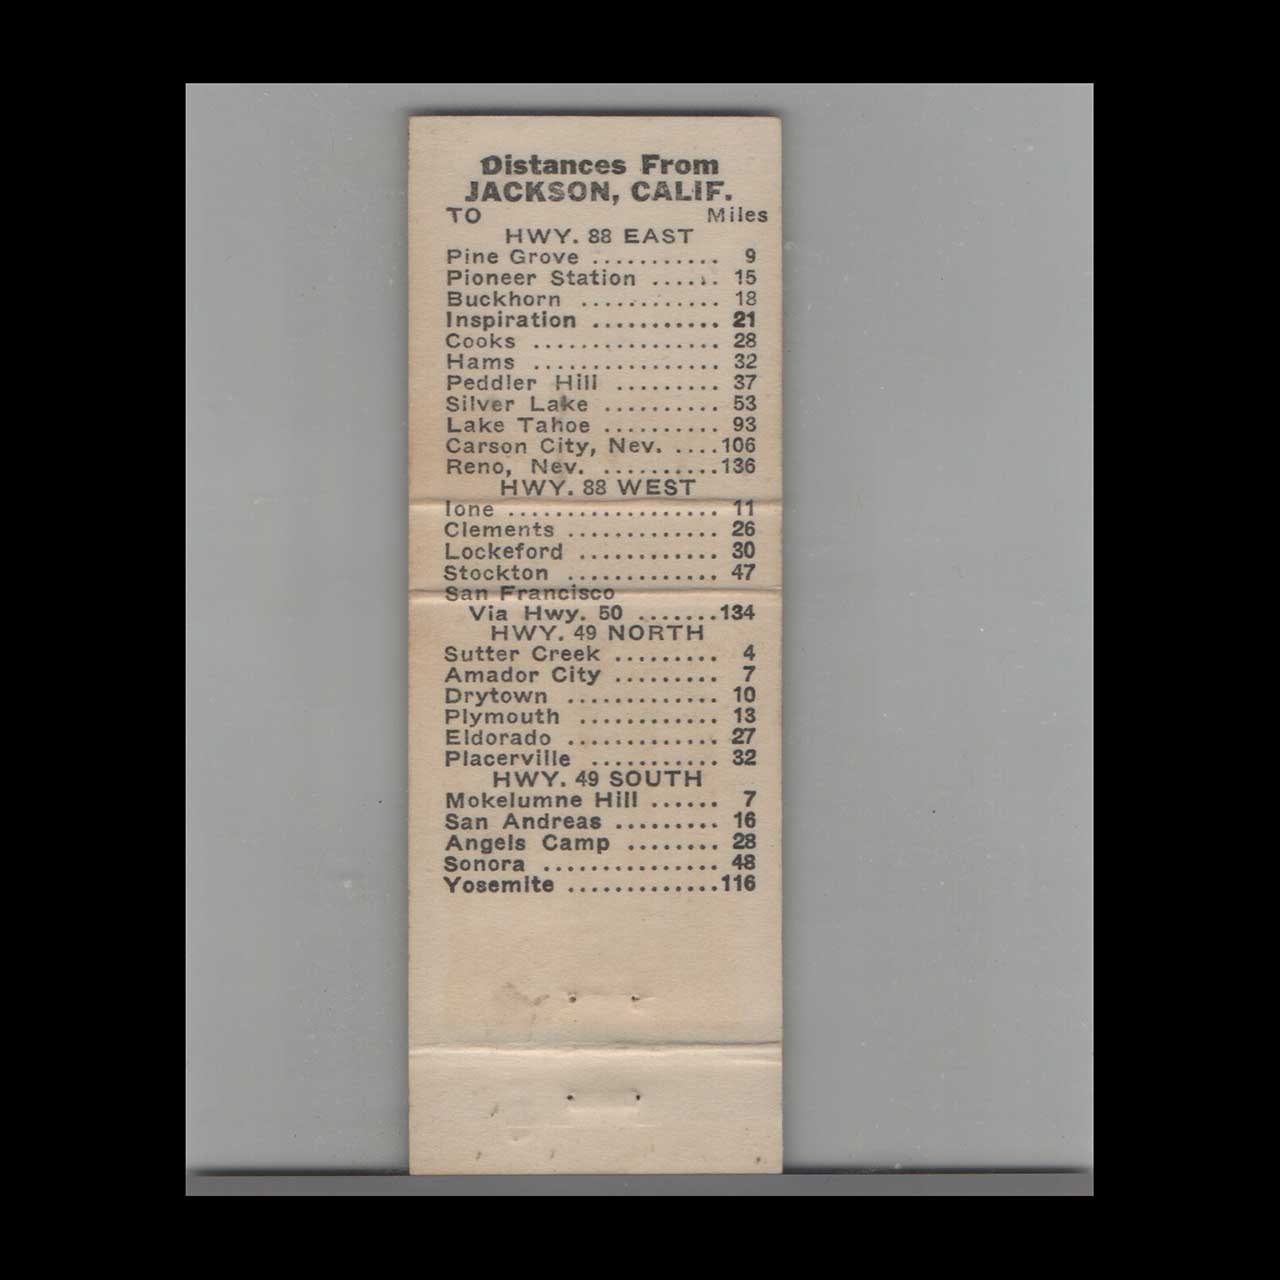 Distances From
JACKSON, CALIF.
TO Miles
HWY. 88 EAST
Pine Grove ........... 9
Pioneer Station ...... 15
Buckhorn ............ 18
Inspiration ........... 21
Cooks ................ 28
Hams ................ 32
Peddler Hill ......... 37
Silver Lake .......... 53
Lake Tahoe .......... 93
Carson City, Nev. ....106
Reno, Nev. ..........136
HWY. 88 WEST
Ione .................. 11
Clements ............. 26
Lockeford ............ 30
Stockton ............. 47
San Francisco
Via Hwy. 50 .......134
HWY. 49 NORTH
Sutter Creek ......... 4
Amador City ......... 7
Drytown ............. 10
Plymouth ............ 13
Eldorado ............. 27
Placerville ........... 32
HWY. 49 SOUTH
Mokelumne Hill ...... 7
San Andreas ......... 16
Angels Camp ........ 28
Sonora ............... 48
Yosemite .............116